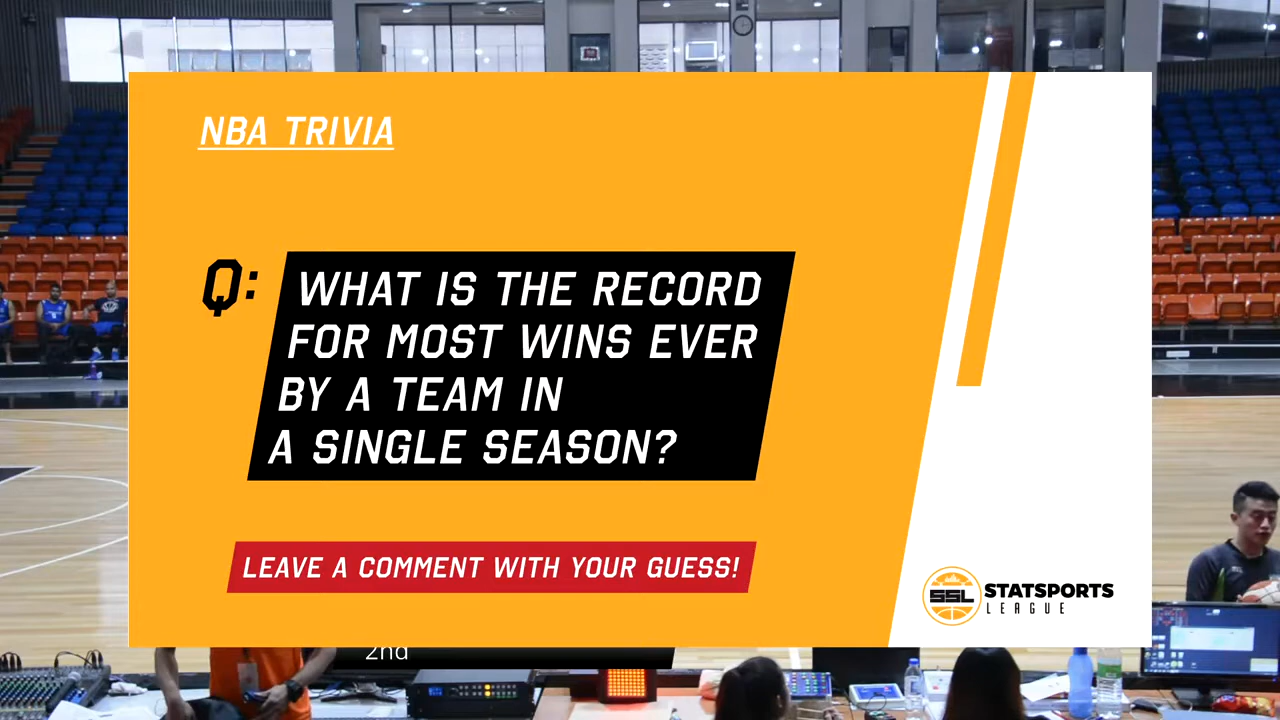 NBA TRIVIA
Q:
WHAT IS THE RECORD
FOR MOST WINS EVER
BY A TEAM IN
A SINGLE SEASON?
LEAVE A COMMENT WITH YOUR GUESS!
SSL
STATSPORTS
LEAGUE
2nd